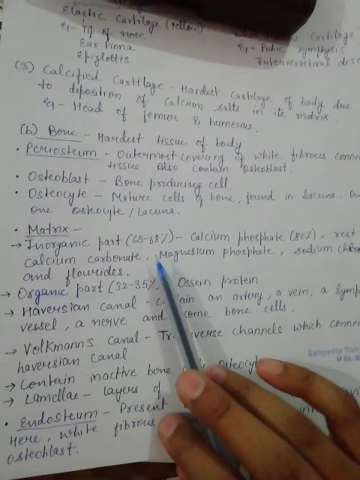 Elastic Cartilage (Yellow)
Eg - Tip of nose
Ear Pinna
Epiglottis
Cartilage
Eg - Pubic symphysis
Intervertebral disc
(3) Calcified Cartilage - Hardest cartilage of body due
to diposition of calcium salts in its matrix.
Eg - Head of femur & humerus.
(b) Bone - Hardest tissue of body
• Periosteum - Outermost covering of white fibrous
tissue. Also contain osteoblast.
• Osteoblast - Bone producing cell.
• Osteocyte - Mature cells of bone, found in lacuna.
one osteocyte / Lacuna.
• Matrix -
→ Inorganic part (65-68%) - Calcium phosphate (80%), rest
calcium carbonate, Magnesium phosphate, sodium
and flourides.
→ Organic part (32-35%) Ossein protein
→ Haversian canal - an artery, a vein, a
vessel, a nerve and some bone cells.
→ Volkmann's canal - channels which
haversian canal
→ Contain inactive bone
→ Lamellae - layers of
• Endosteum - Present
Here, white fibrous
osteoblast.